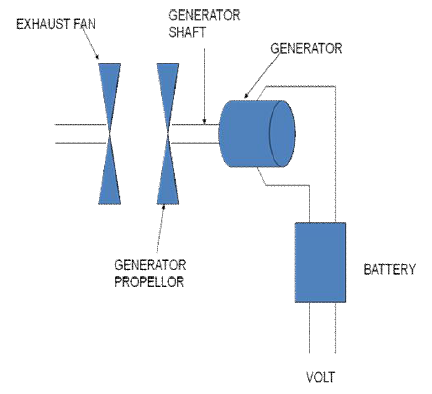 EXHAUST FAN
GENERATOR
SHAFT
GENERATOR
GENERATOR
PROPELLOR
BATTERY
VOLT